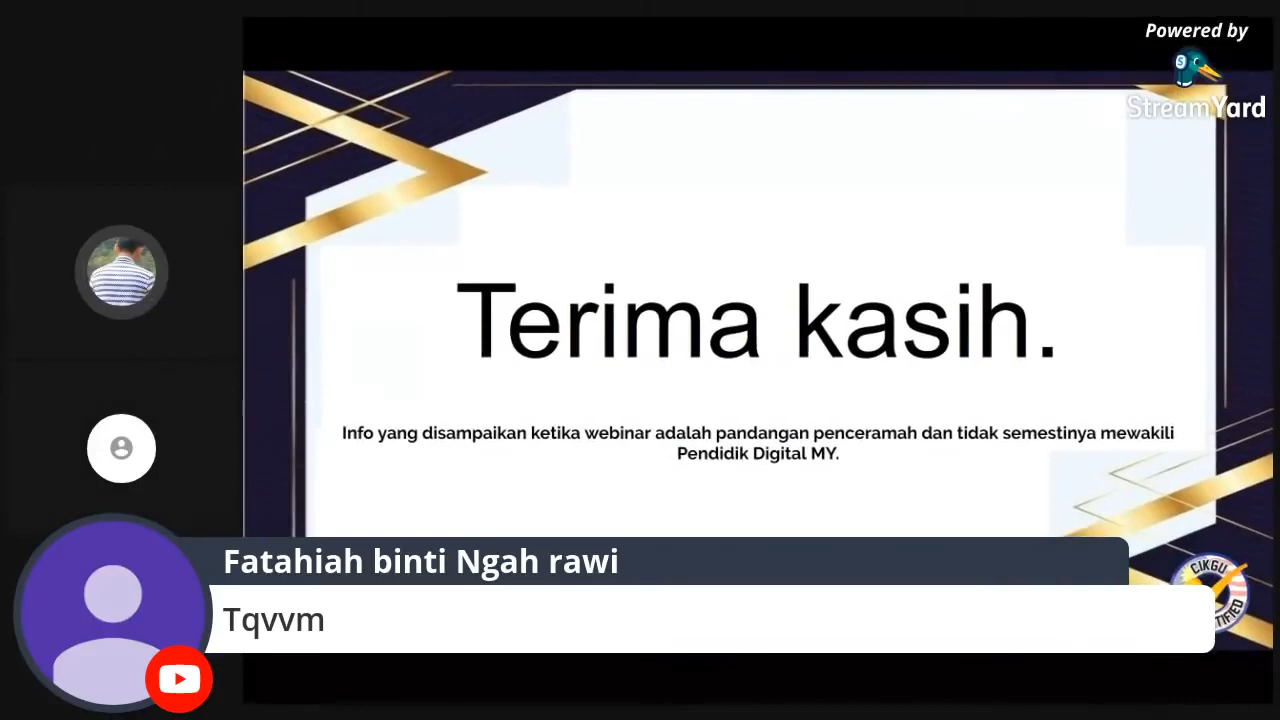 Powered by
StreamYard
Terima kasih.
Info yang disampaikan ketika webinar adalah pandangan penceramah dan tidak semestinya mewakili
Pendidik Digital MY.
Fatahiah binti Ngah rawi
Tqvvm
CIKGU